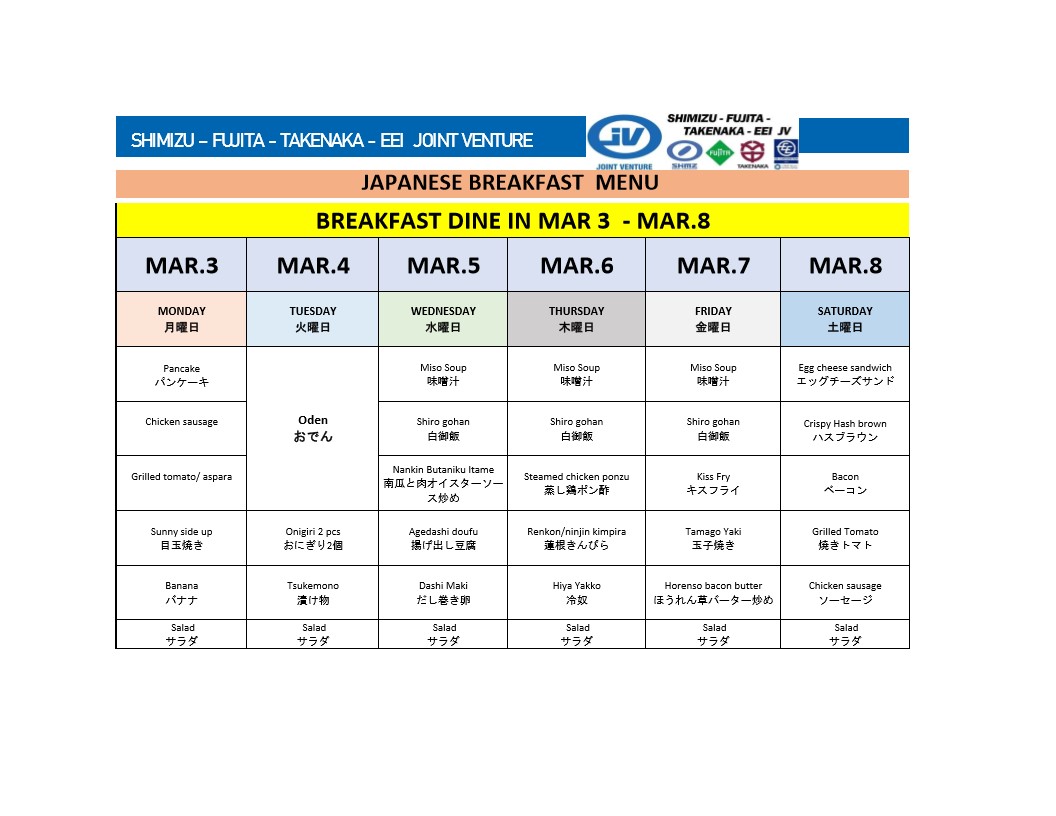 SHIMIZU – FUJITA - TAKENAKA - EEI JOINT VENTURE
JV
JOINT VENTURE
SHIMIZU - FUJITA -
TAKENAKA - EEI JV
SHIMZ
FUJITA
TAKENAKA
JAPANESE BREAKFAST MENU
BREAKFAST DINE IN MAR 3 - MAR.8
MAR.3 MAR.4 MAR.5 MAR.6 MAR.7 MAR.8
MONDAY TUESDAY WEDNESDAY THURSDAY FRIDAY SATURDAY
月曜日 火曜日 水曜日 木曜日 金曜日 土曜日
Pancake
パンケーキ
Miso Soup
味噌汁
Miso Soup
味噌汁
Miso Soup
味噌汁
Egg cheese sandwich
エッグチーズサンド
Chicken sausage
Oden
おでん
Shiro gohan
白御飯
Shiro gohan
白御飯
Shiro gohan
白御飯
Crispy Hash brown
ハスブラウン
Grilled tomato/ aspara
Nankin Butaniku Itame
南瓜と肉オイスターソー
ス炒め
Steamed chicken ponzu
蒸し鶏ポン酢
Kiss Fry
キスフライ
Bacon
ベーコン
Sunny side up
目玉焼き
Onigiri 2 pcs
おにぎり2個
Agedashi doufu
揚げ出し豆腐
Renkon/ninjin kimpira
蓮根きんぴら
Tamago Yaki
玉子焼き
Grilled Tomato
焼きトマト
Banana
バナナ
Tsukemono
漬け物
Dashi Maki
だし巻き卵
Hiya Yakko
冷奴
Horenso bacon butter
ほうれん草バーター炒め
Chicken sausage
ソーセージ
Salad
サラダ
Salad
サラダ
Salad
サラダ
Salad
サラダ
Salad
サラダ
Salad
サラダ